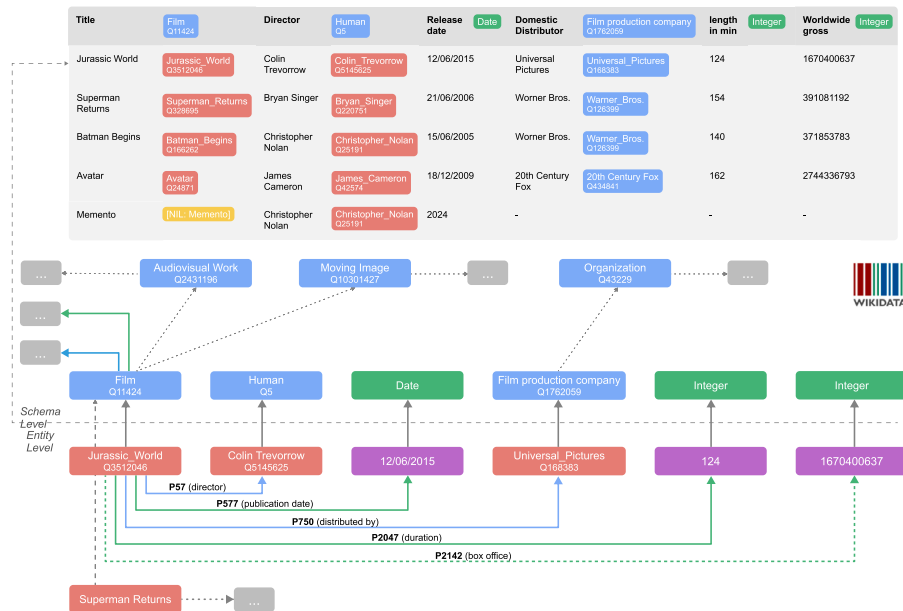 Title Film Director Human Release Date Domestic Film production company length Integer Worldwide Integer
Q11424 Q5 date Distributor Q1762059 in min gross
Jurassic World Jurassic_World Colin Colin_Trevorrow 12/06/2015 Universal Universal_Pictures 124 1670400637
Q3512046 Trevorrow Q5145625 Pictures Q168383
Superman Superman_Returns Bryan Singer Bryan_Singer 21/06/2006 Worner Bros. Warner_Bros. 154 391081192
Returns Q328695 Q220751 Q126399
Batman Begins Batman_Begins Christopher Christopher_Nolan 15/06/2005 Worner Bros. Warner_Bros. 140 371853783
Q166262 Nolan Q25191 Q126399
Avatar Avatar James James_Cameron 18/12/2009 20th Century 20th Century Fox 162 2744336793
Q24871 Cameron Q42574 Fox Q434841
Memento [NIL: Memento] Christopher Christopher_Nolan 2024 - - -
Nolan Q25191
... Audiovisual Work Moving Image ... Organization ...
Q2431196 Q10301427 Q43229
...
WIKIDATA
...
Film Human Date Film production company Integer Integer
Q11424 Q5 Q1762059
Schema
Level
Entity
Level
Jurassic_World Colin Trevorrow 12/06/2015 Universal_Pictures 124 1670400637
Q3512046 Q5145625 Q168383
P57 (director)
P577 (publication date)
P750 (distributed by)
P2047 (duration)
P2142 (box office)
Superman Returns ...